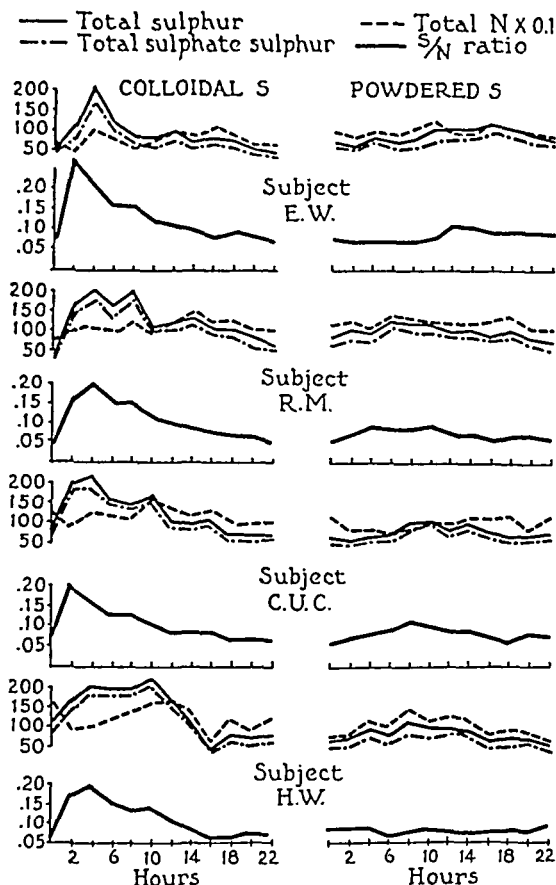 Total sulphur
Total N x 0.1
Total sulphate sulphur
S/N ratio
COLLOIDAL S
POWDERED S
200
150
100
50
.20
.15
.10
.05
Subject
E.W.
200
150
100
50
.20
.15
.10
.05
Subject
R.M.
200
150
100
50
.20
.15
.10
.05
Subject
C.U.C.
200
150
100
50
.20
.15
.10
.05
Subject
H.W.
2 6 10 14 18 22
2 6 10 14 18 22
Hours
Hours